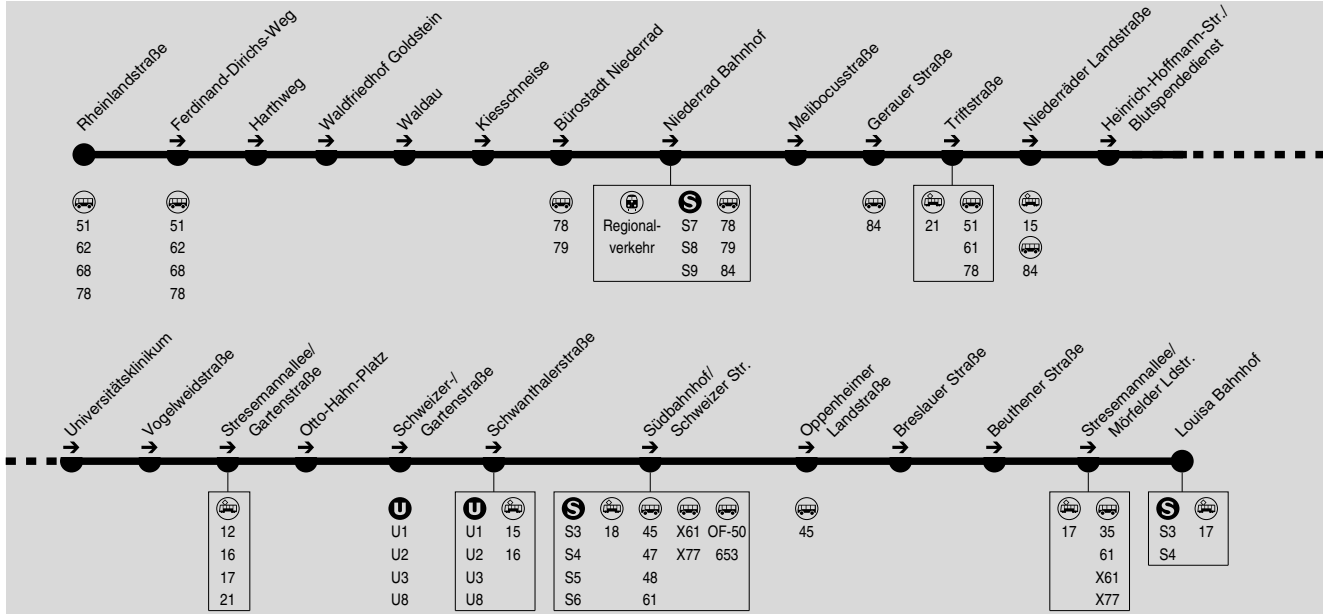 Rheinlandstraße
Ferdinand-Dirichs-Weg
Harthweg
Waldfriedhof Goldstein
Waldau
Kiesschneise
Bürostadt Niederrad
Niederrad Bahnhof
Melibocusstraße
Gerauer Straße
Triftstraße
Niederräder Landstraße
Heinrich-Hoffmann-Str./
Blutspendedienst
51
62
68
78
51
62
68
78
78
79
Regional-
verkehr
S
S7
S8
S9
78
79
84
84
21
51
61
78
15
84
Universitätsklinikum
Vogelweidstraße
Stresemannallee/
Gartenstraße
Otto-Hahn-Platz
Schweizer-/
Gartenstraße
Schwanthalerstraße
Südbahnhof/
Schweizer Str.
Oppenheimer
Landstraße
Breslauer Straße
Beuthener Straße
Stresemannallee/
Mörfelder Ldstr.
Louisa Bahnhof
12
16
17
21
U
U1
U2
U3
U8
U
U1
U2
U3
U8
15
16
S
S3
S4
S5
S6
18
45
47
48
61
X61
X77
OF-50
653
45
17
35
61
X61
X77
S
S3
S4
17